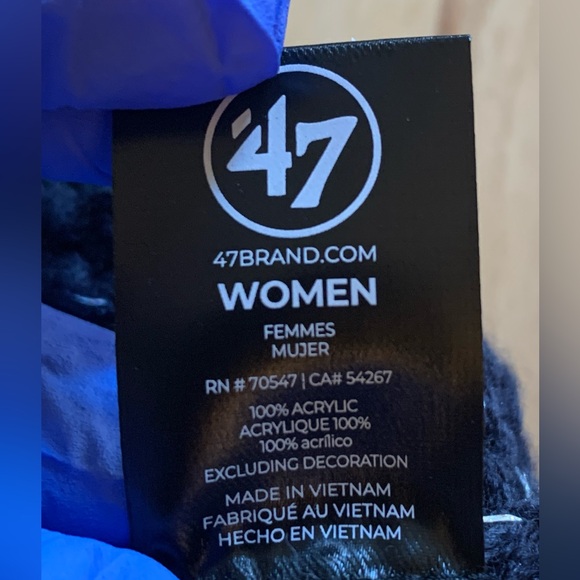 '47
47BRAND.COM
WOMEN
FEMMES
MUJER
RN # 70547 | CA# 54267
100% ACRYLIC
ACRYLIQUE 100%
100% acrílico
EXCLUDING DECORATION
MADE IN VIETNAM
FABRIQUÉ AU VIETNAM
HECHO EN VIETNAM